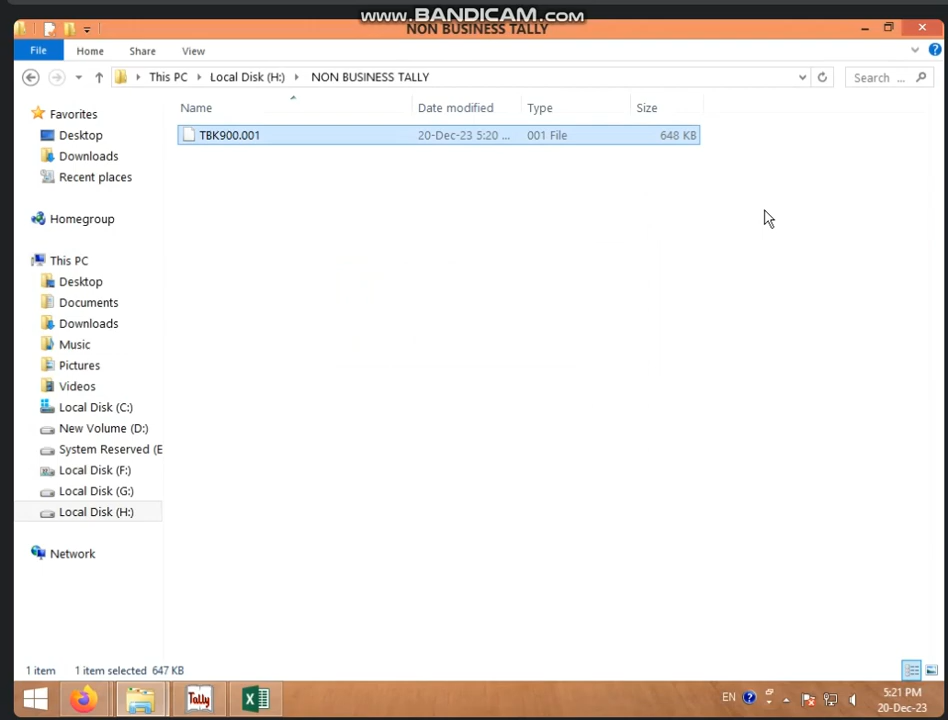 www.BANDICAM.com
NON BUSINESS TALLY
File Home Share View
This PC Local Disk (H:) NON BUSINESS TALLY Search ...
Name Date modified Type Size
TBK900.001 20-Dec-23 5:20 ... 001 File 648 KB
Favorites
Desktop
Downloads
Recent places
Homegroup
This PC
Desktop
Documents
Downloads
Music
Pictures
Videos
Local Disk (C:)
New Volume (D:)
System Reserved (E
Local Disk (F:)
Local Disk (G:)
Local Disk (H:)
Network
1 item 1 item selected 647 KB
Tally
EN 5:21 PM
20-Dec-23